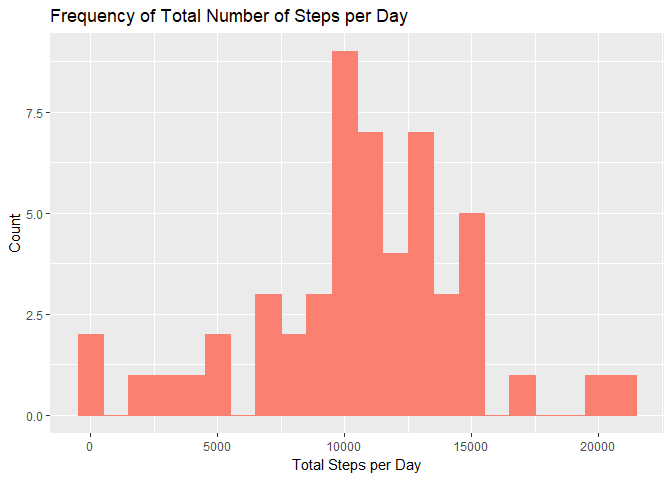 Frequency of Total Number of Steps per Day
7.5
5.0
2.5
0.0
Count
0 5000 10000 15000 20000
Total Steps per Day